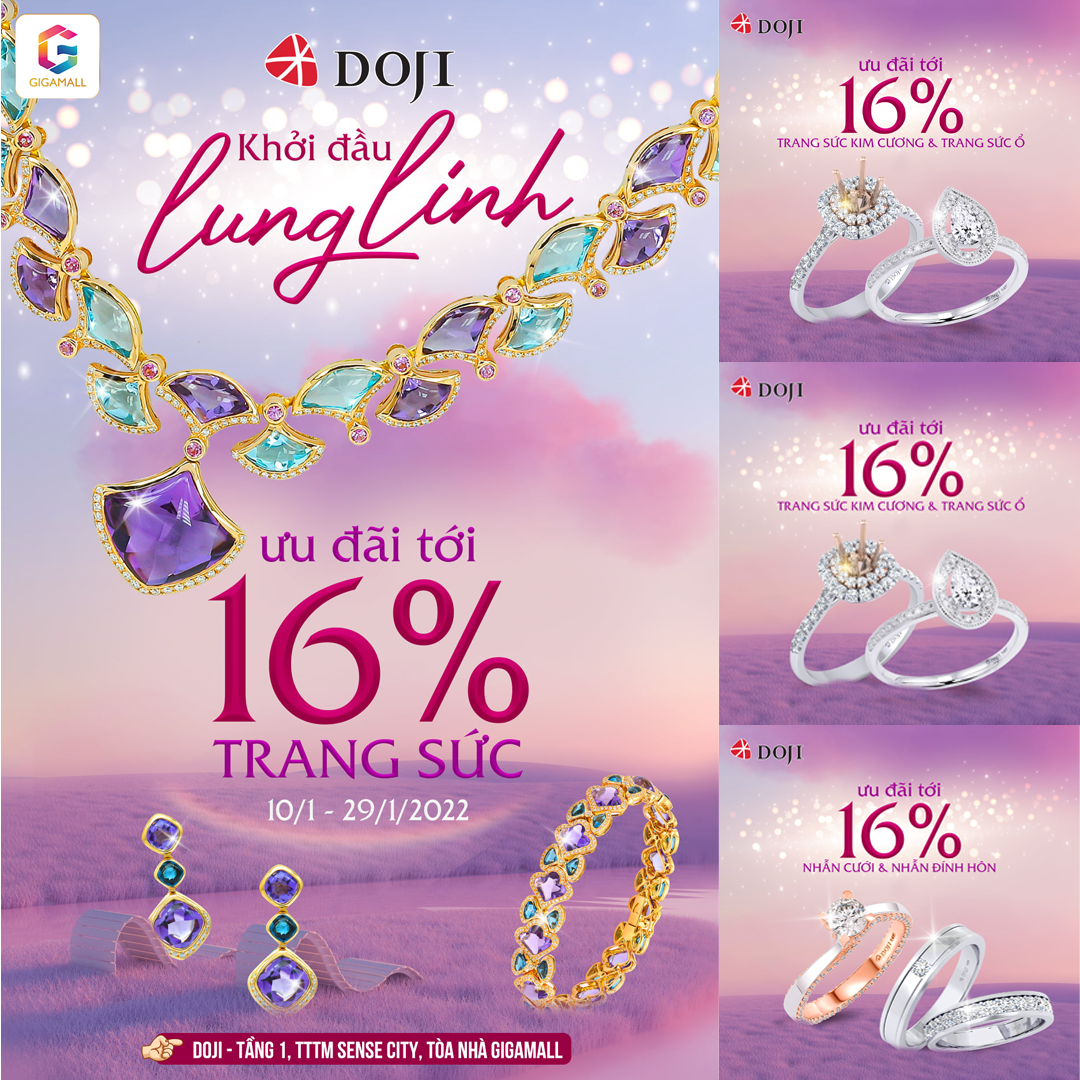 GIGAMALL
DOJI
Khởi đầu
lung linh
ưu đãi tới
16%
TRANG SỨC
10/1 - 29/1/2022
DOJI - TẦNG 1, TTTM SENSE CITY, TÒA NHÀ GIGAMALL
DOJI
ưu đãi tới
16%
TRANG SỨC KIM CƯƠNG & TRANG SỨC Ổ
DOJI
ưu đãi tới
16%
TRANG SỨC KIM CƯƠNG & TRANG SỨC Ổ
DOJI
ưu đãi tới
16%
NHẪN CƯỚI & NHẪN ĐÍNH HÔN